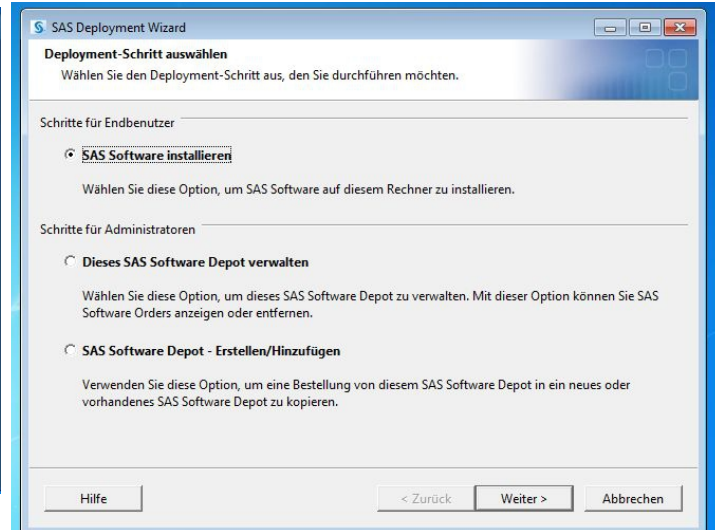 SAS Deployment Wizard
Deployment-Schritt auswählen
Wählen Sie den Deployment-Schritt aus, den Sie durchführen möchten.
Schritte für Endbenutzer
SAS Software installieren
Wählen Sie diese Option, um SAS Software auf diesem Rechner zu installieren.
Schritte für Administratoren
Dieses SAS Software Depot verwalten
Wählen Sie diese Option, um dieses SAS Software Depot zu verwalten. Mit dieser Option können Sie SAS
Software Orders anzeigen oder entfernen.
SAS Software Depot - Erstellen/Hinzufügen
Verwenden Sie diese Option, um eine Bestellung von diesem SAS Software Depot in ein neues oder
vorhandenes SAS Software Depot zu kopieren.
Hilfe < Zurück Weiter > Abbrechen